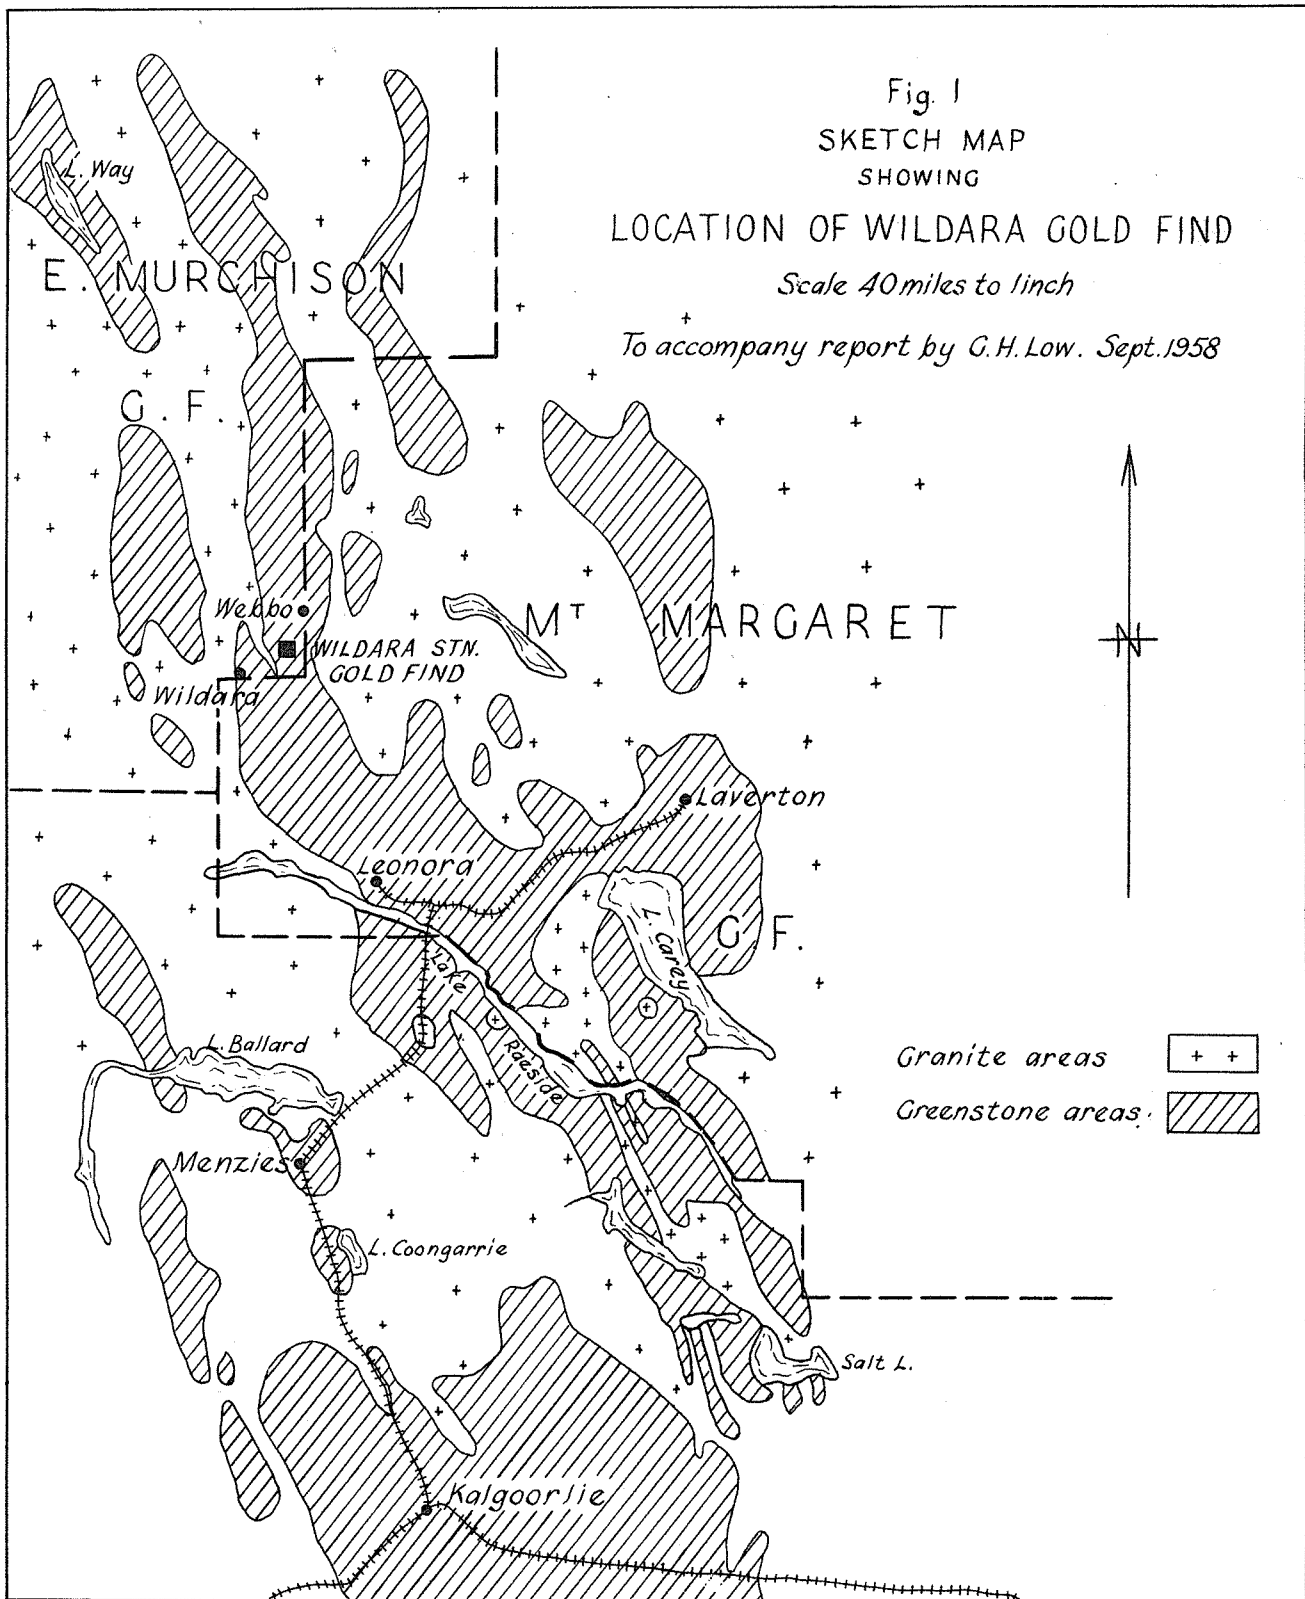 Fig. 1
SKETCH MAP
SHOWING
LOCATION OF WILDARA GOLD FIND
Scale 40 miles to 1 inch
To accompany report by G.H. Low. Sept. 1958
L. Way
E. MURCHISON
G. F.
Webbo
MT MARGARET
WILDARA STN.
GOLD FIND
Wildara
Laverton
Leonora
L. Carey
G. F.
Lake
Raeside
L. Ballard
Menzies
L. Coongarrie
Salt L.
Kalgoorlie
N
Granite areas
Greenstone areas.